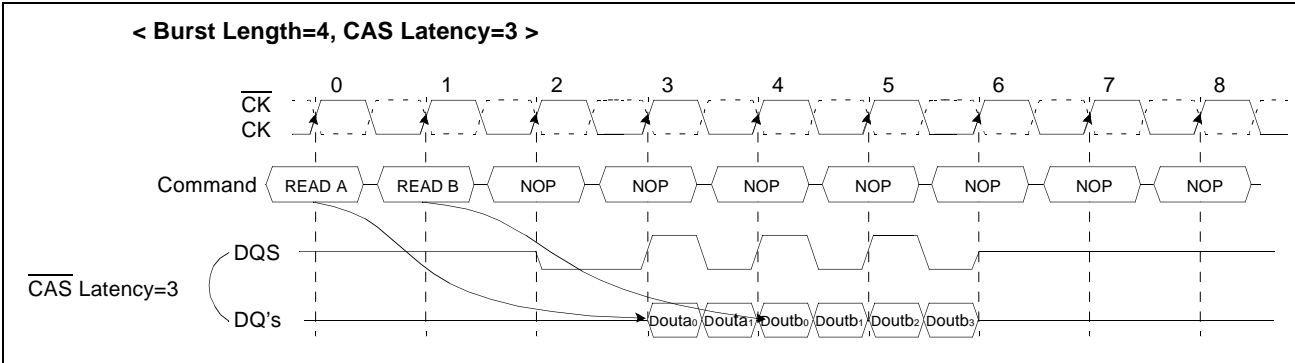 < Burst Length=4, CAS Latency=3 >
0 1 2 3 4 5 6 7 8
CK
CK
Command READ A READ B NOP NOP NOP NOP NOP NOP NOP
DQS
CAS Latency=3
DQ's Douta0 Douta1 Doutb0 Doutb1 Doutb2 Doutb3